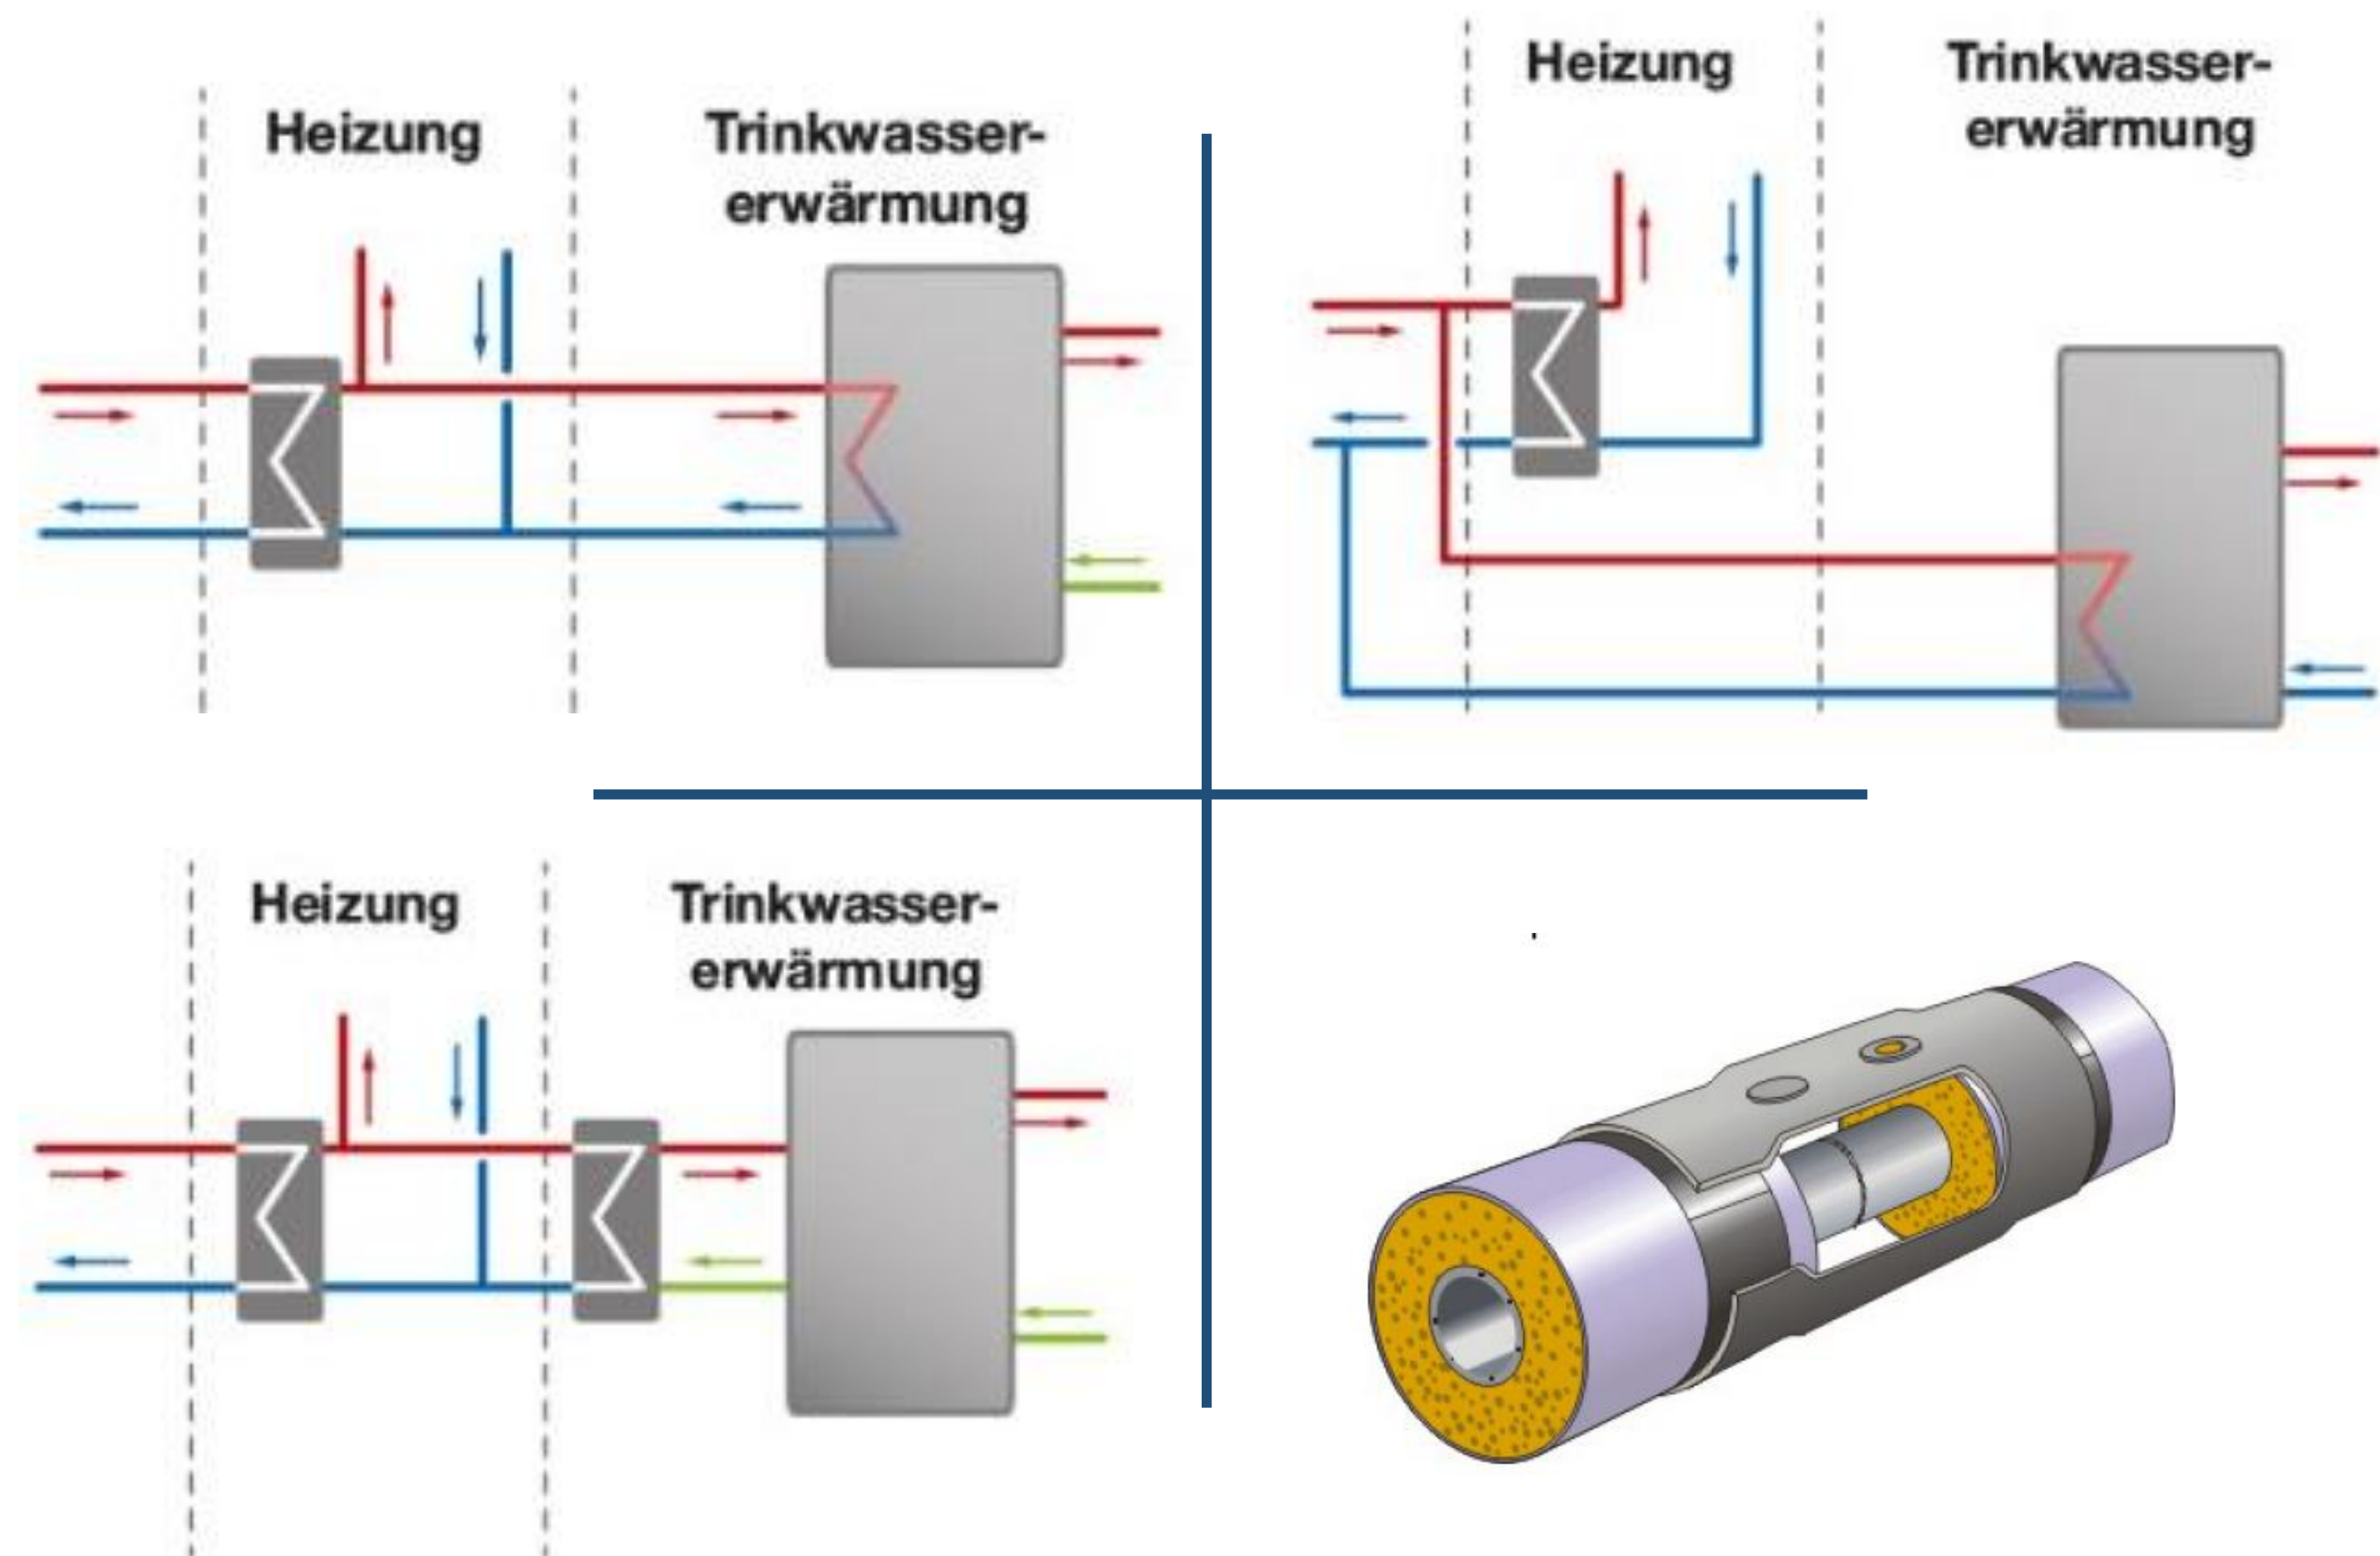 Heizung
Trinkwasser-
erwärmung
Heizung
Trinkwasser-
erwärmung
Heizung
Trinkwasser-
erwärmung